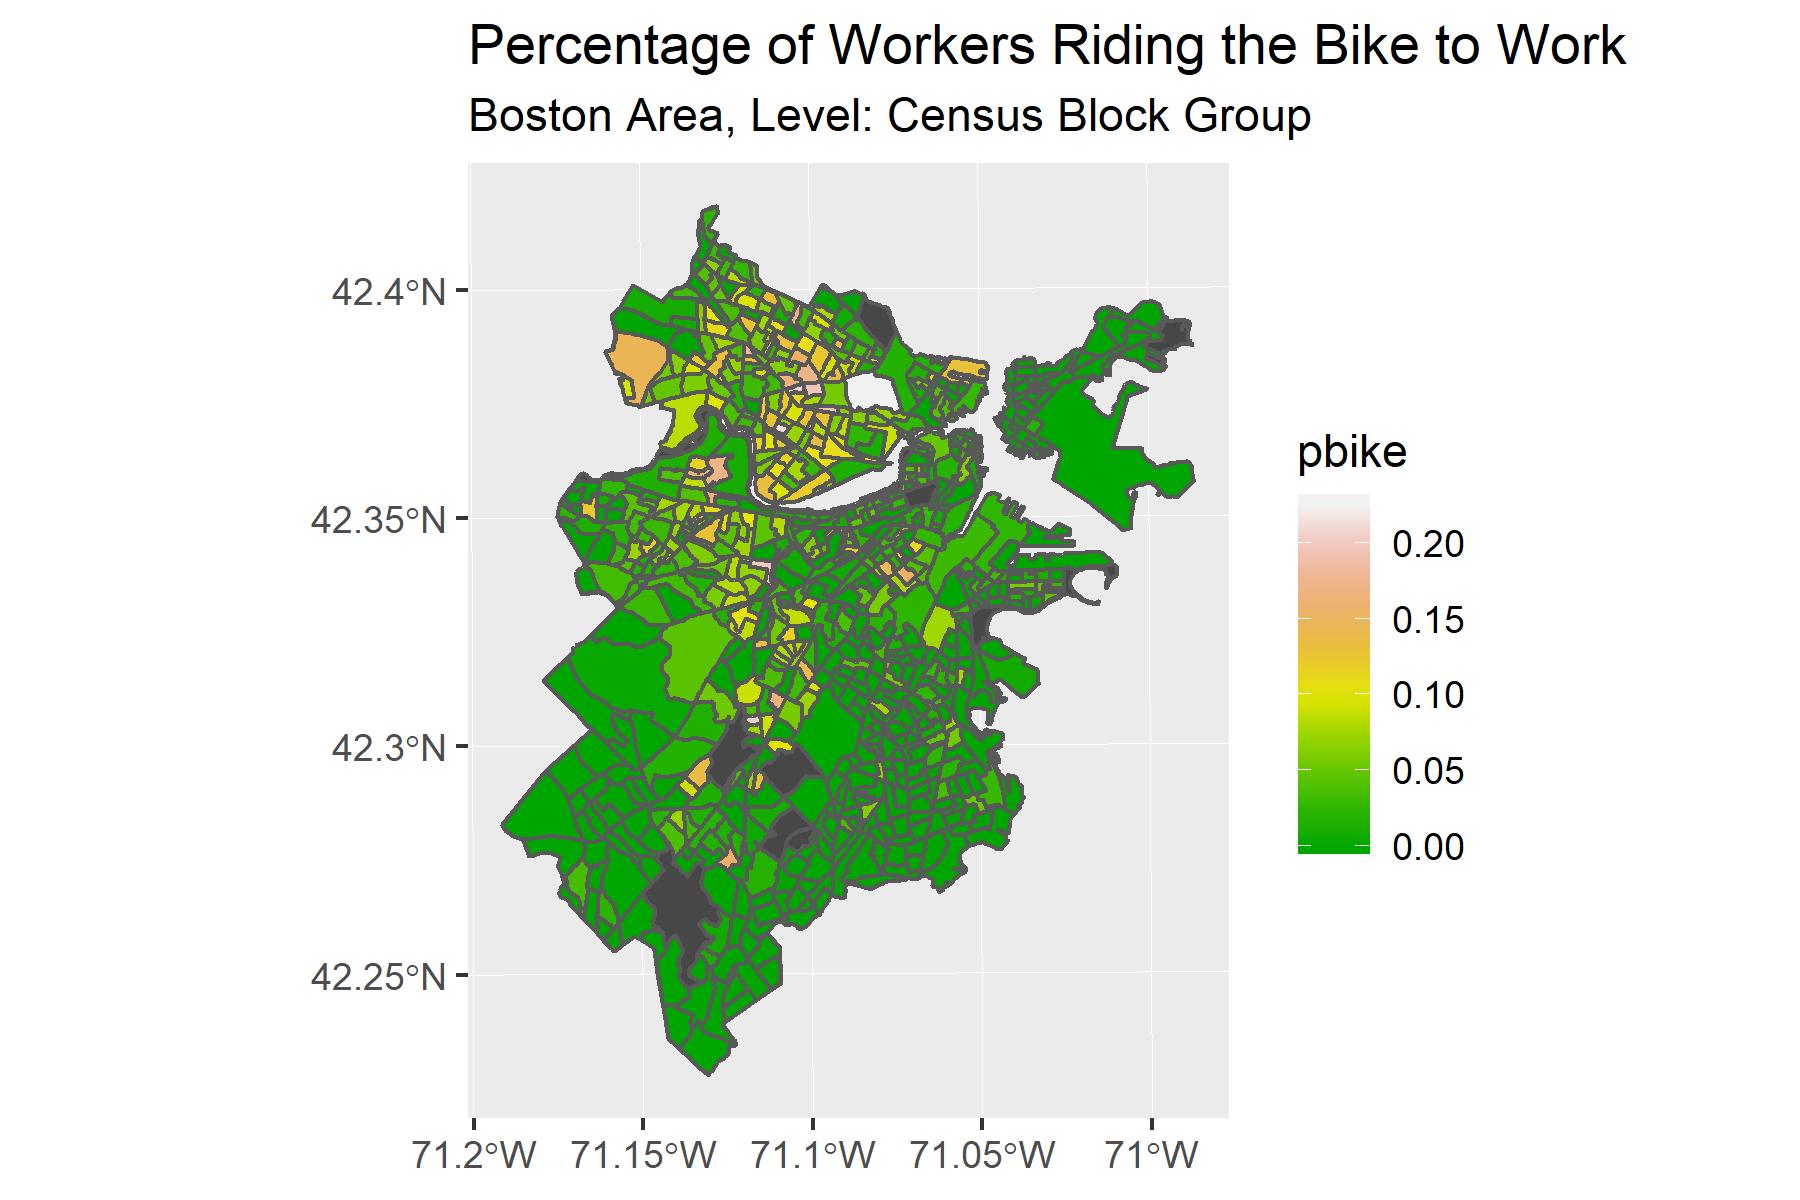 Percentage of Workers Riding the Bike to Work
Boston Area, Level: Census Block Group
42.4°N
42.35°N
42.3°N
42.25°N
71.2°W 71.15°W 71.1°W 71.05°W 71°W
pbike
0.20
0.15
0.10
0.05
0.00